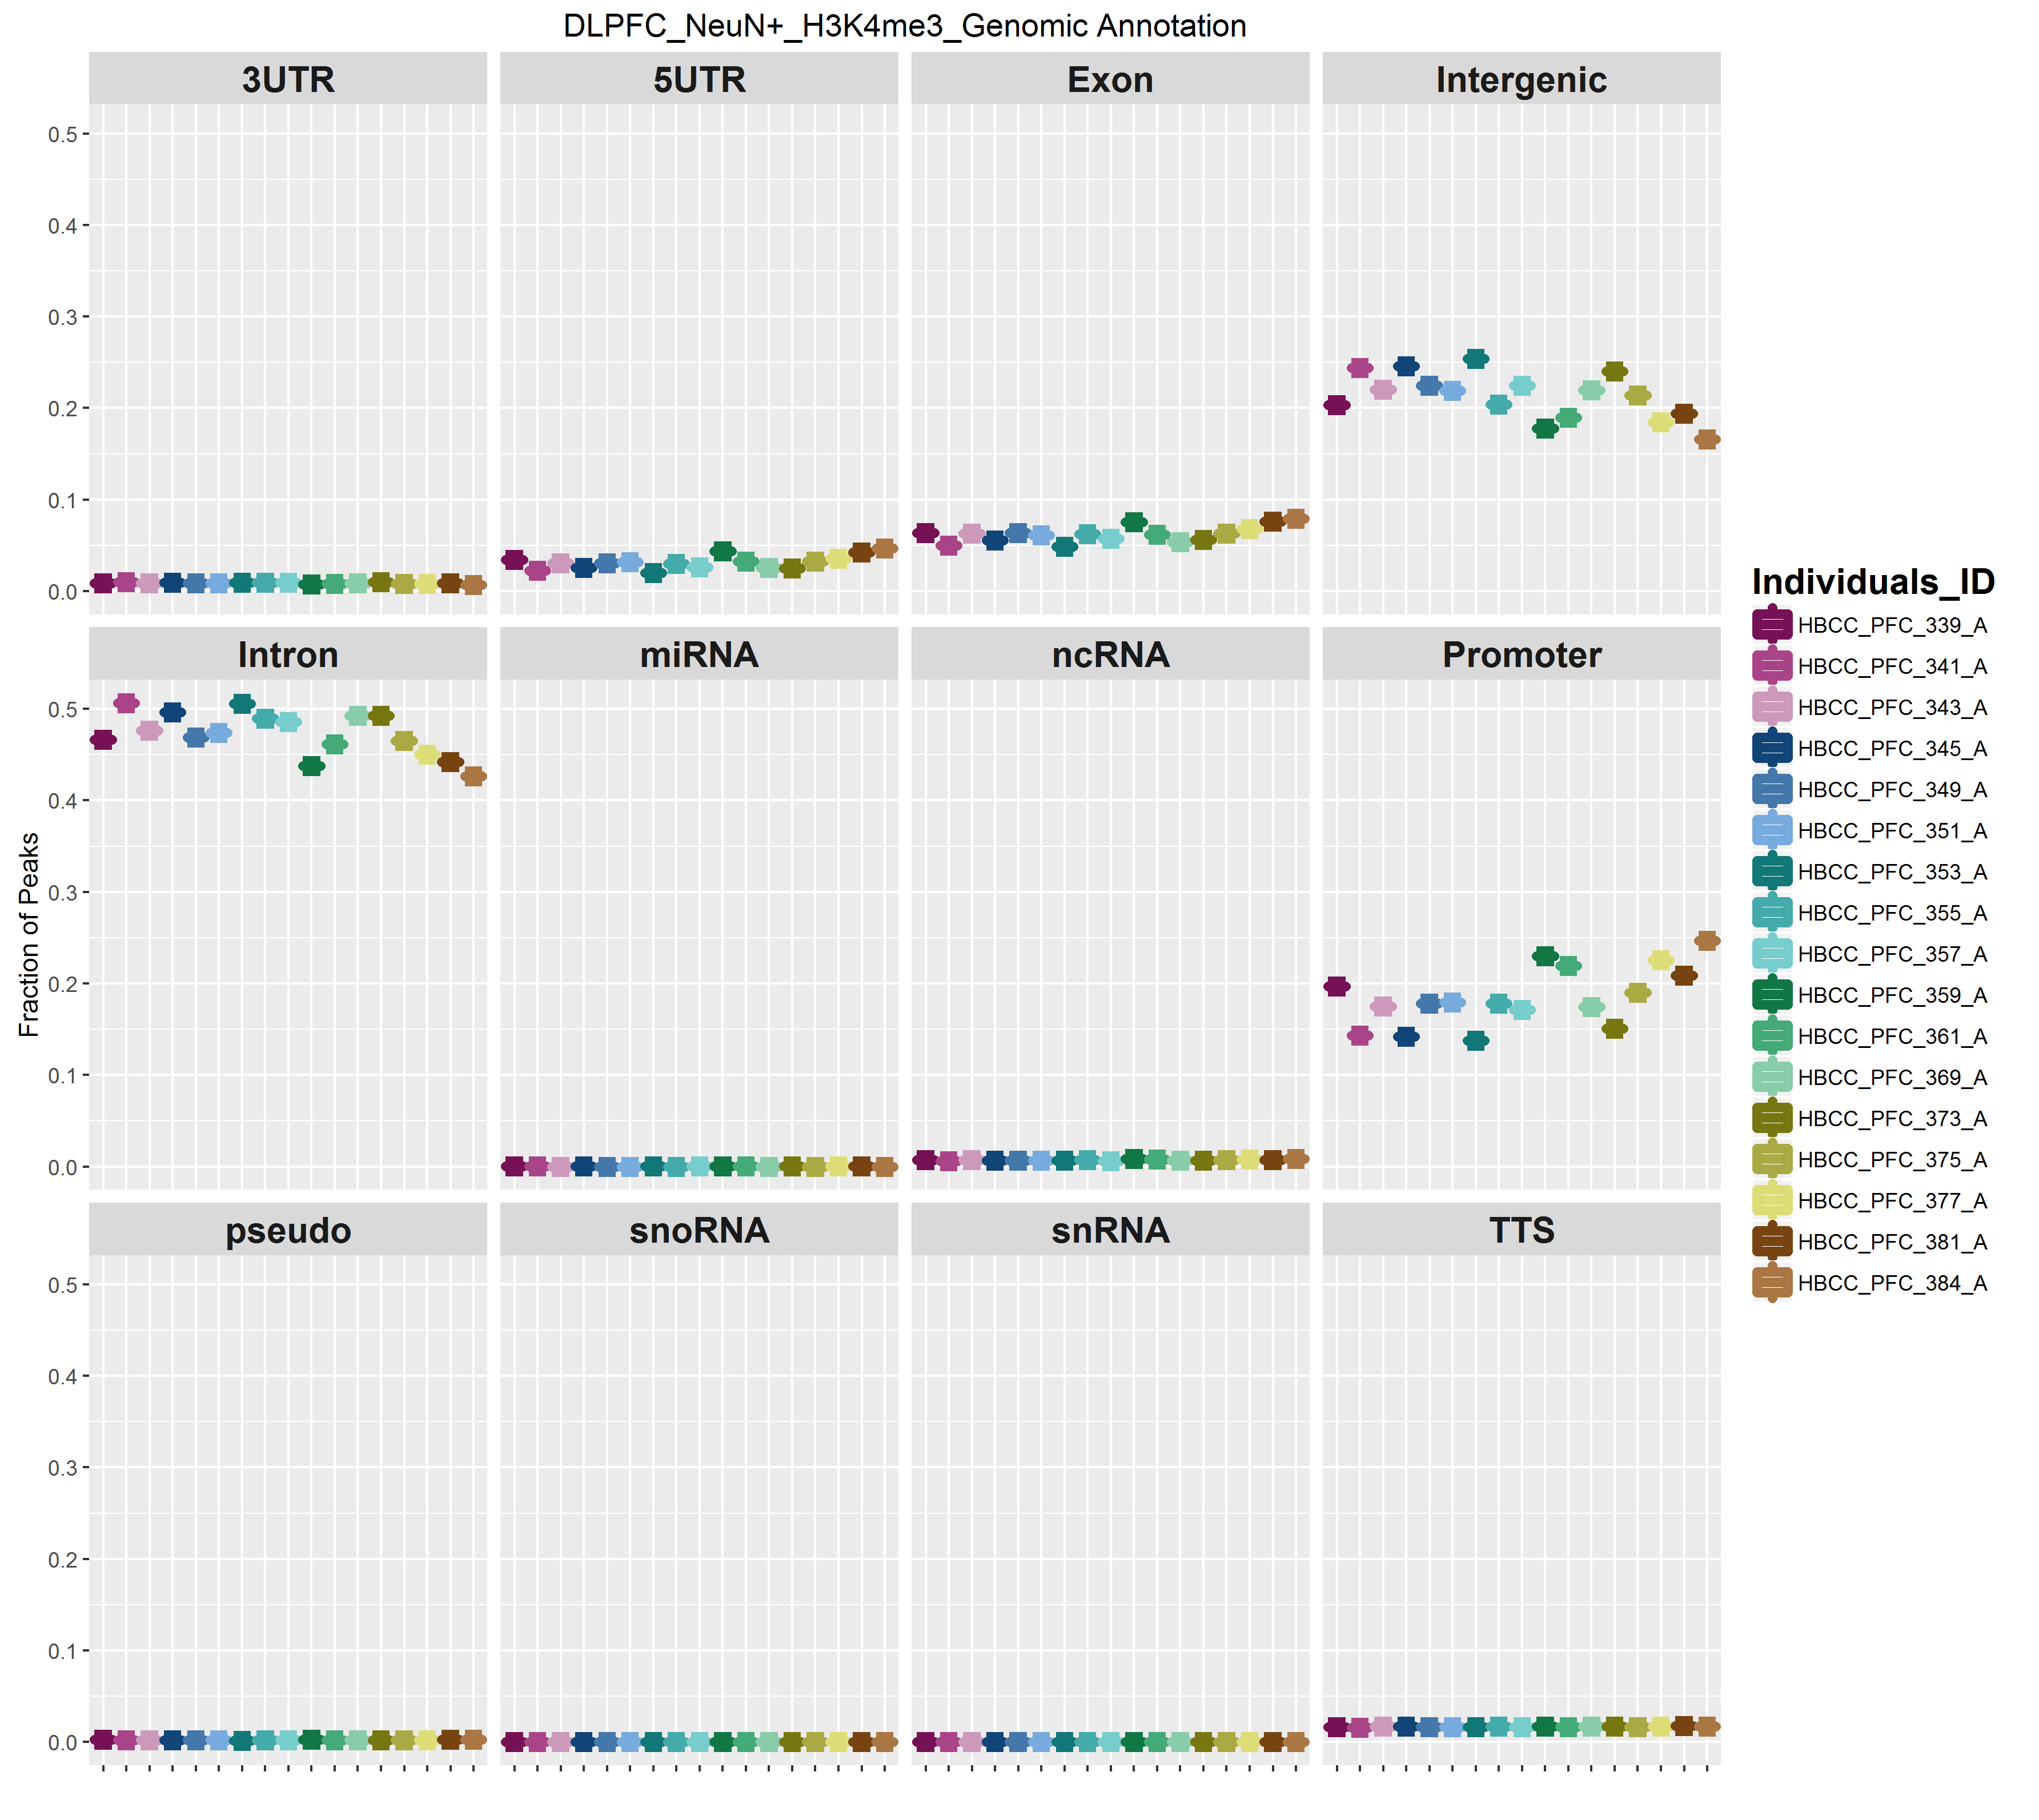 DLPFC_NeuN+_H3K4me3_Genomic Annotation
3UTR 5UTR Exon Intergenic
0.5
0.4
0.3
0.2
0.1
0.0
Intron miRNA ncRNA Promoter
0.5
0.4
0.3
0.2
0.1
0.0
pseudo snoRNA snRNA TTS
0.5
0.4
0.3
0.2
0.1
0.0
Fraction of Peaks
Individuals_ID
HBCC_PFC_339_A
HBCC_PFC_341_A
HBCC_PFC_343_A
HBCC_PFC_345_A
HBCC_PFC_349_A
HBCC_PFC_351_A
HBCC_PFC_353_A
HBCC_PFC_355_A
HBCC_PFC_357_A
HBCC_PFC_359_A
HBCC_PFC_361_A
HBCC_PFC_369_A
HBCC_PFC_373_A
HBCC_PFC_375_A
HBCC_PFC_377_A
HBCC_PFC_381_A
HBCC_PFC_384_A